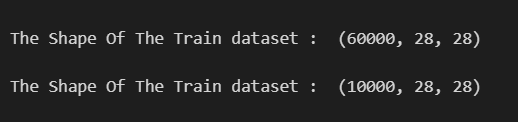 The Shape Of The Train dataset :  (60000, 28, 28)
The Shape Of The Train dataset :  (10000, 28, 28)